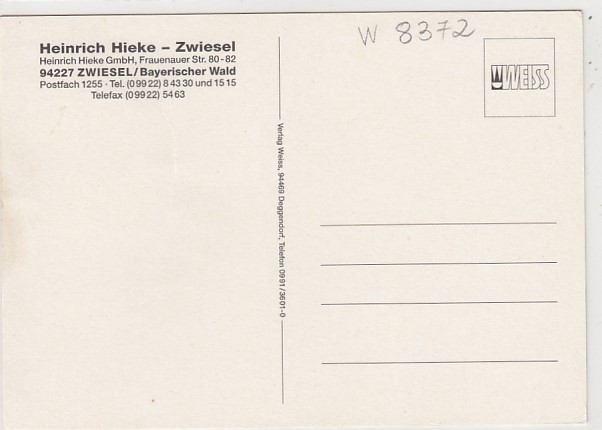 Heinrich Hieke – Zwiesel
Heinrich Hieke GmbH, Frauenauer Str. 80-82
94227 ZWIESEL/Bayerischer Wald
Postfach 1255 · Tel. (0 99 22) 8 43 30 und 15 15
Telefax (0 99 22) 54 63
W 8372
WEISS
Verlag Weiss, 94469 Deggendorf, Telefon 0991/3601-0